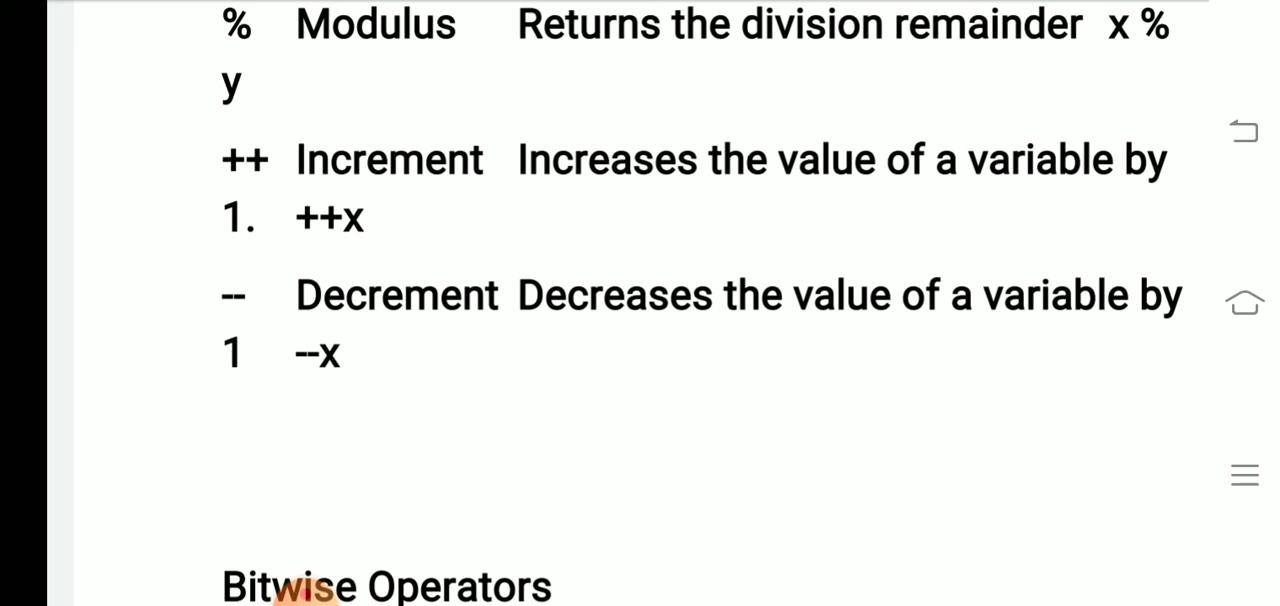 % Modulus Returns the division remainder x %
y
++ Increment Increases the value of a variable by
1. ++x
-- Decrement Decreases the value of a variable by
1 --x
Bitwise Operators